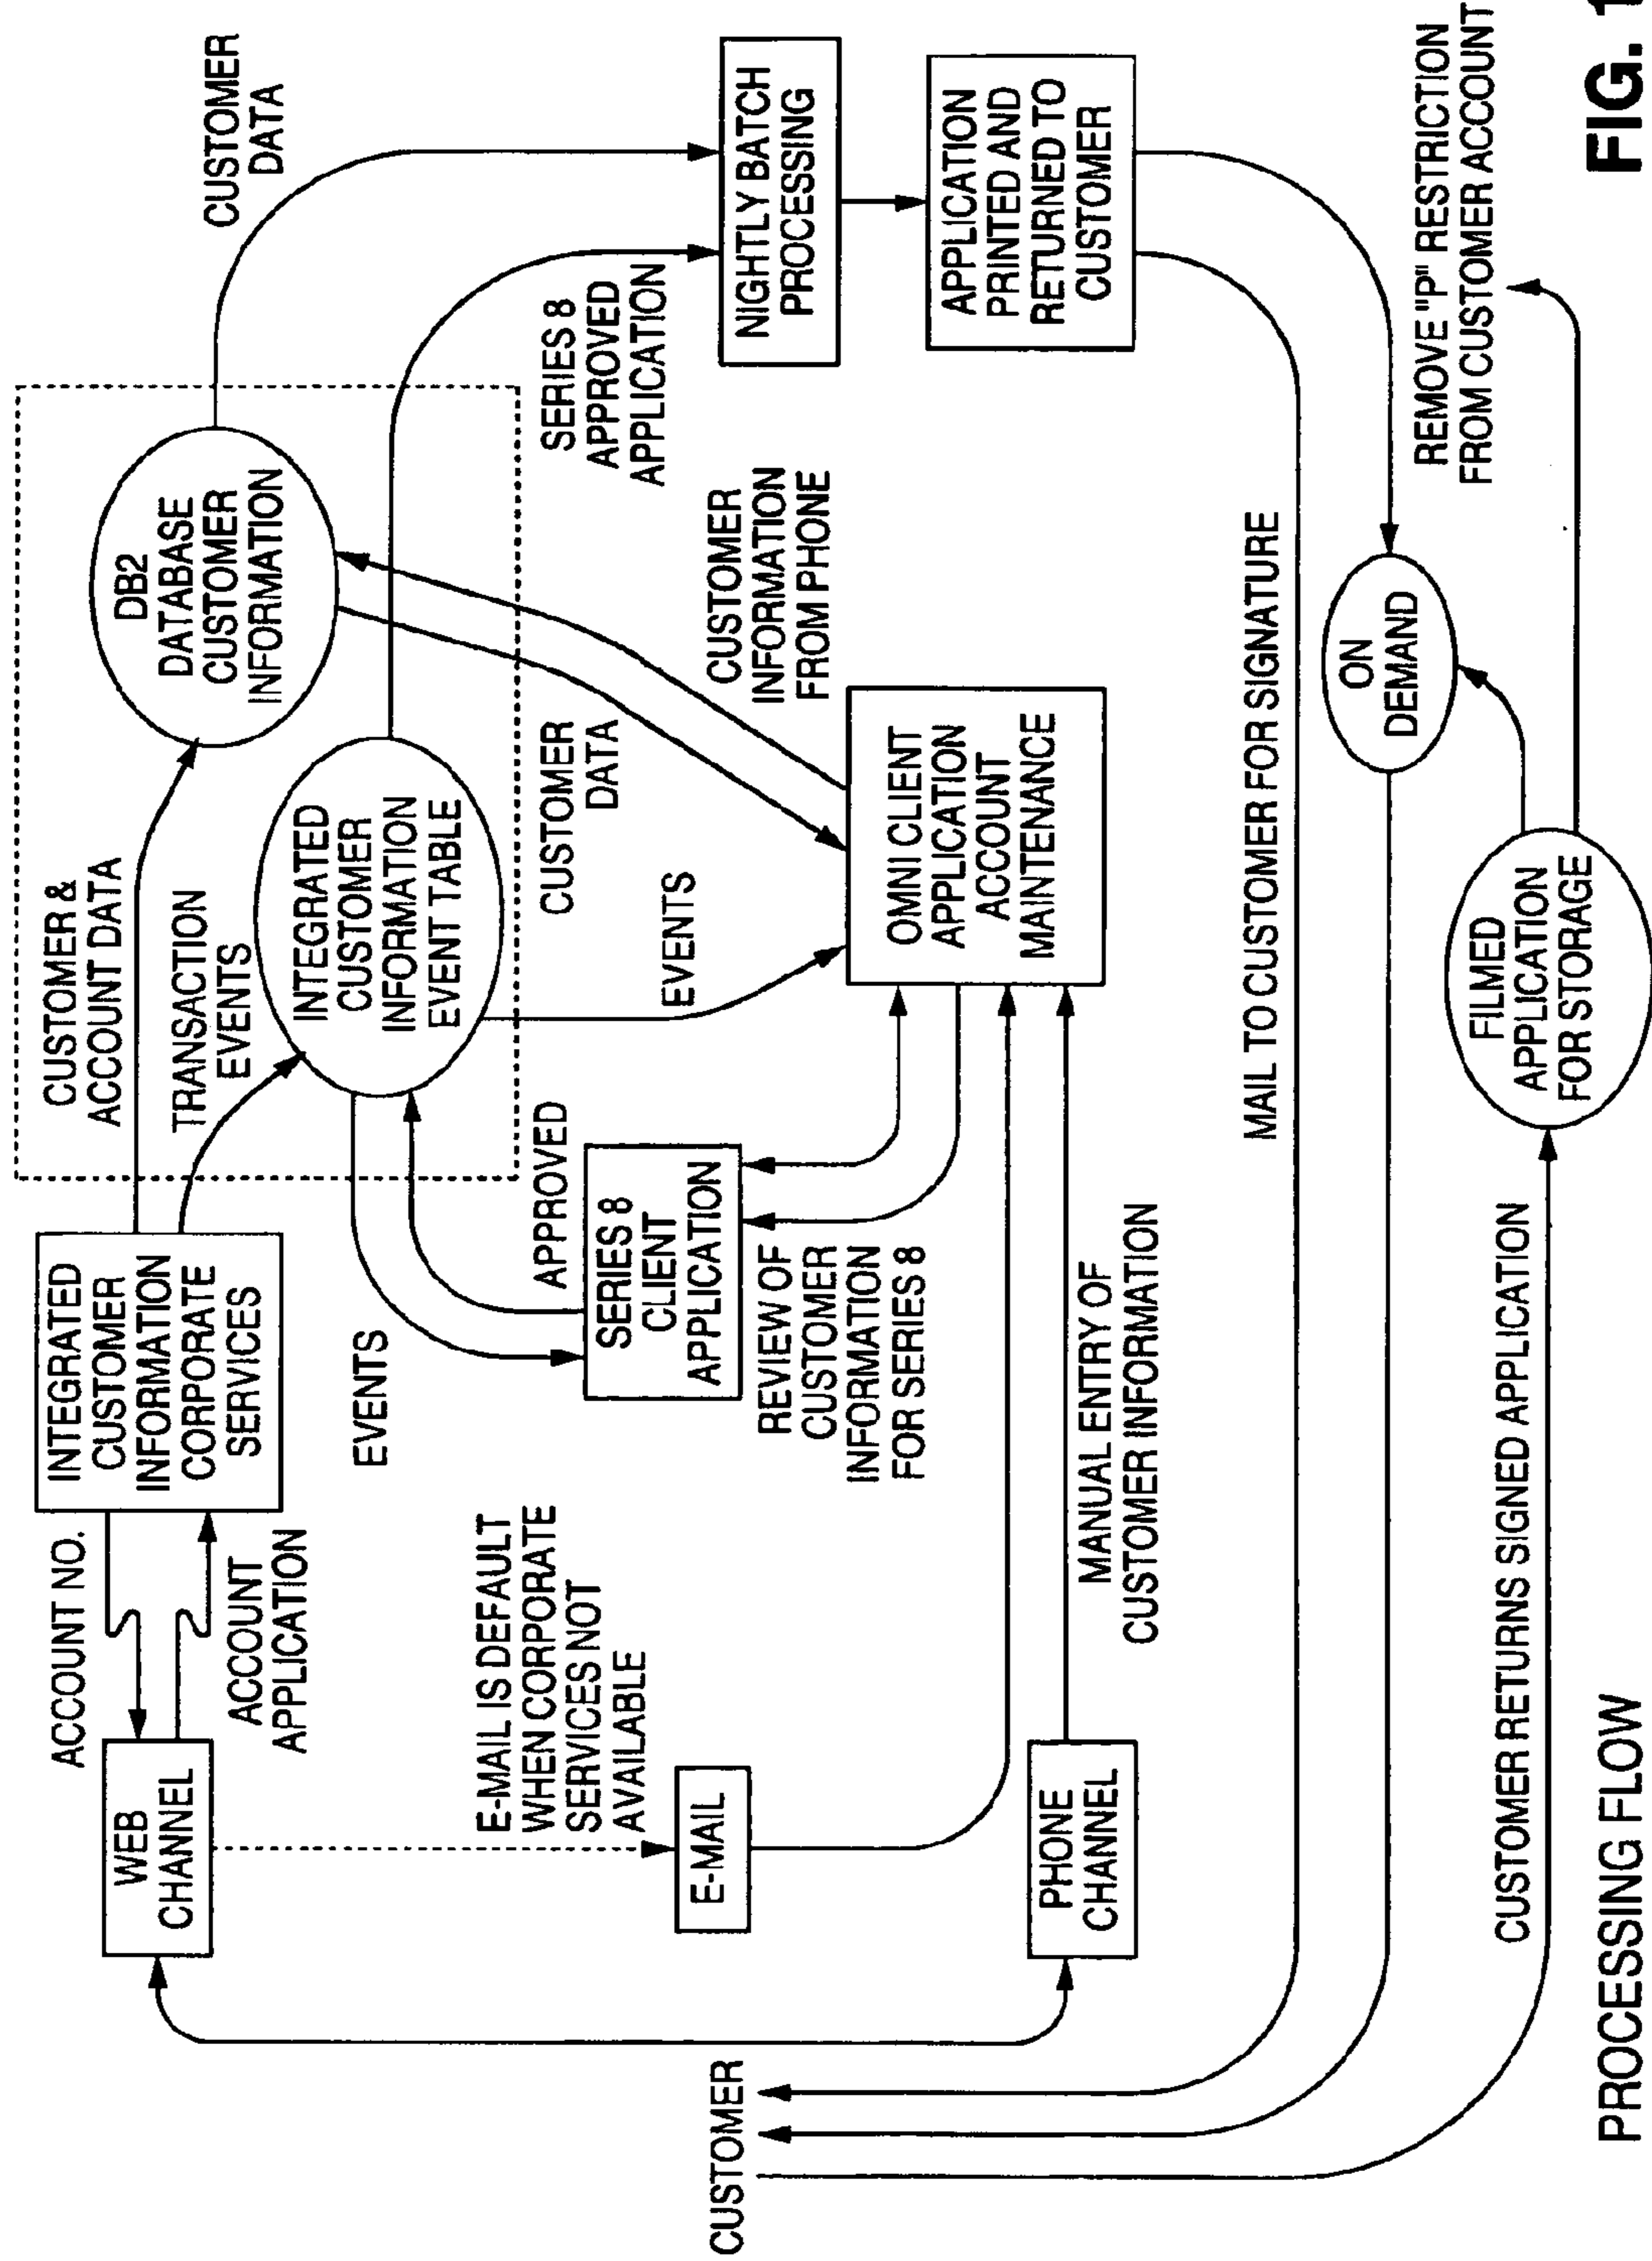 CUSTOMER
WEB
CHANNEL
ACCOUNT NO.
ACCOUNT
APPLICATION
INTEGRATED
CUSTOMER
INFORMATION
CORPORATE
SERVICES
CUSTOMER &
ACCOUNT DATA
TRANSACTION
EVENTS
DB2
DATABASE
CUSTOMER
INFORMATION
INTEGRATED
CUSTOMER
INFORMATION
EVENT TABLE
CUSTOMER
DATA
E-MAIL IS DEFAULT
WHEN CORPORATE
SERVICES NOT
AVAILABLE
E-MAIL
EVENTS
APPROVED
SERIES 8
CLIENT
APPLICATION
REVIEW OF
CUSTOMER
INFORMATION
FOR SERIES 8
EVENTS
CUSTOMER
DATA
CUSTOMER
INFORMATION
FROM PHONE
SERIES 8
APPROVED
APPLICATION
NIGHTLY BATCH
PROCESSING
OMNI CLIENT
APPLICATION
ACCOUNT
MAINTENANCE
APPLICATION
PRINTED AND
RETURNED TO
CUSTOMER
PHONE
CHANNEL
MANUAL ENTRY OF
CUSTOMER INFORMATION
MAIL TO CUSTOMER FOR SIGNATURE
ON
DEMAND
REMOVE "P" RESTRICTION
FROM CUSTOMER ACCOUNT
CUSTOMER RETURNS SIGNED APPLICATION
FILMED
APPLICATION
FOR STORAGE
PROCESSING FLOW
FIG. 1